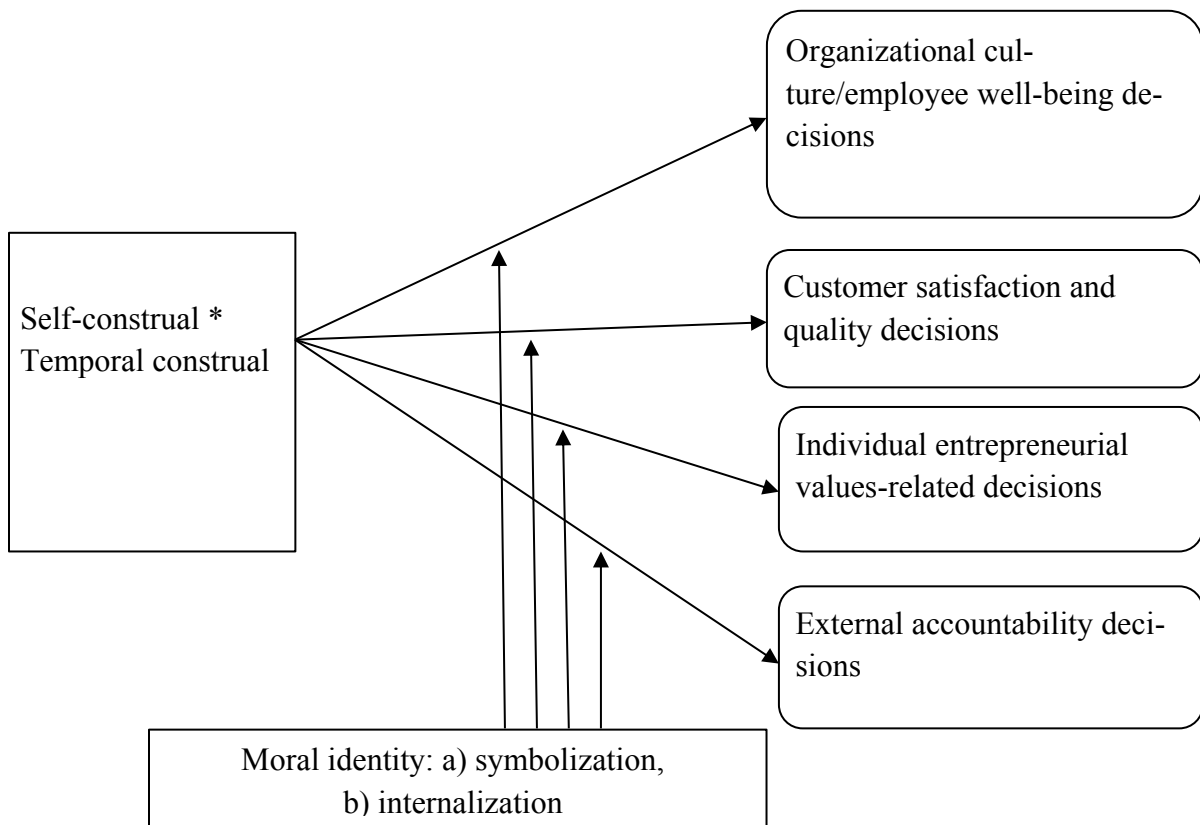 Organizational cul-
ture/employee well-being de-
cisions
Self-construal *
Temporal construal
Customer satisfaction and
quality decisions
Individual entrepreneurial
values-related decisions
External accountability deci-
sions
Moral identity: a) symbolization,
b) internalization